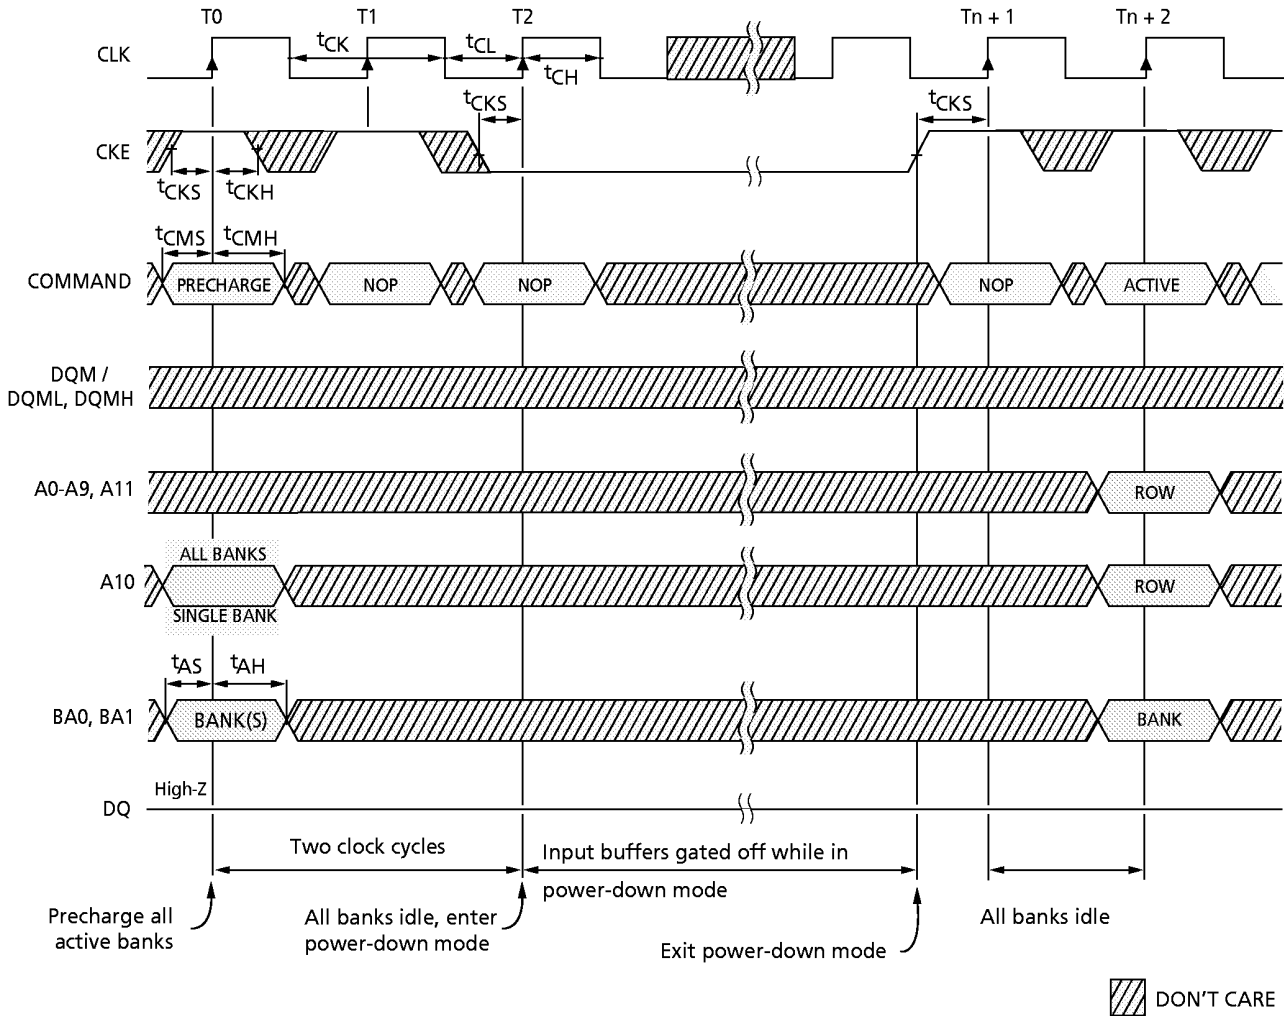 T0 T1 T2 Tn + 1 Tn + 2
CLK
tCK tCL
tCH
tCKS tCKS
CKE
tCKS tCKH
tCMS tCMH
COMMAND PRECHARGE NOP NOP NOP ACTIVE
DQM /
DQML, DQMH
A0-A9, A11 ROW
ALL BANKS
A10 ROW
SINGLE BANK
tAS tAH
BA0, BA1 BANK(S) BANK
High-Z
DQ
Two clock cycles
Input buffers gated off while in
power-down mode
Precharge all
active banks
All banks idle, enter
power-down mode
Exit power-down mode
All banks idle
DON'T CARE